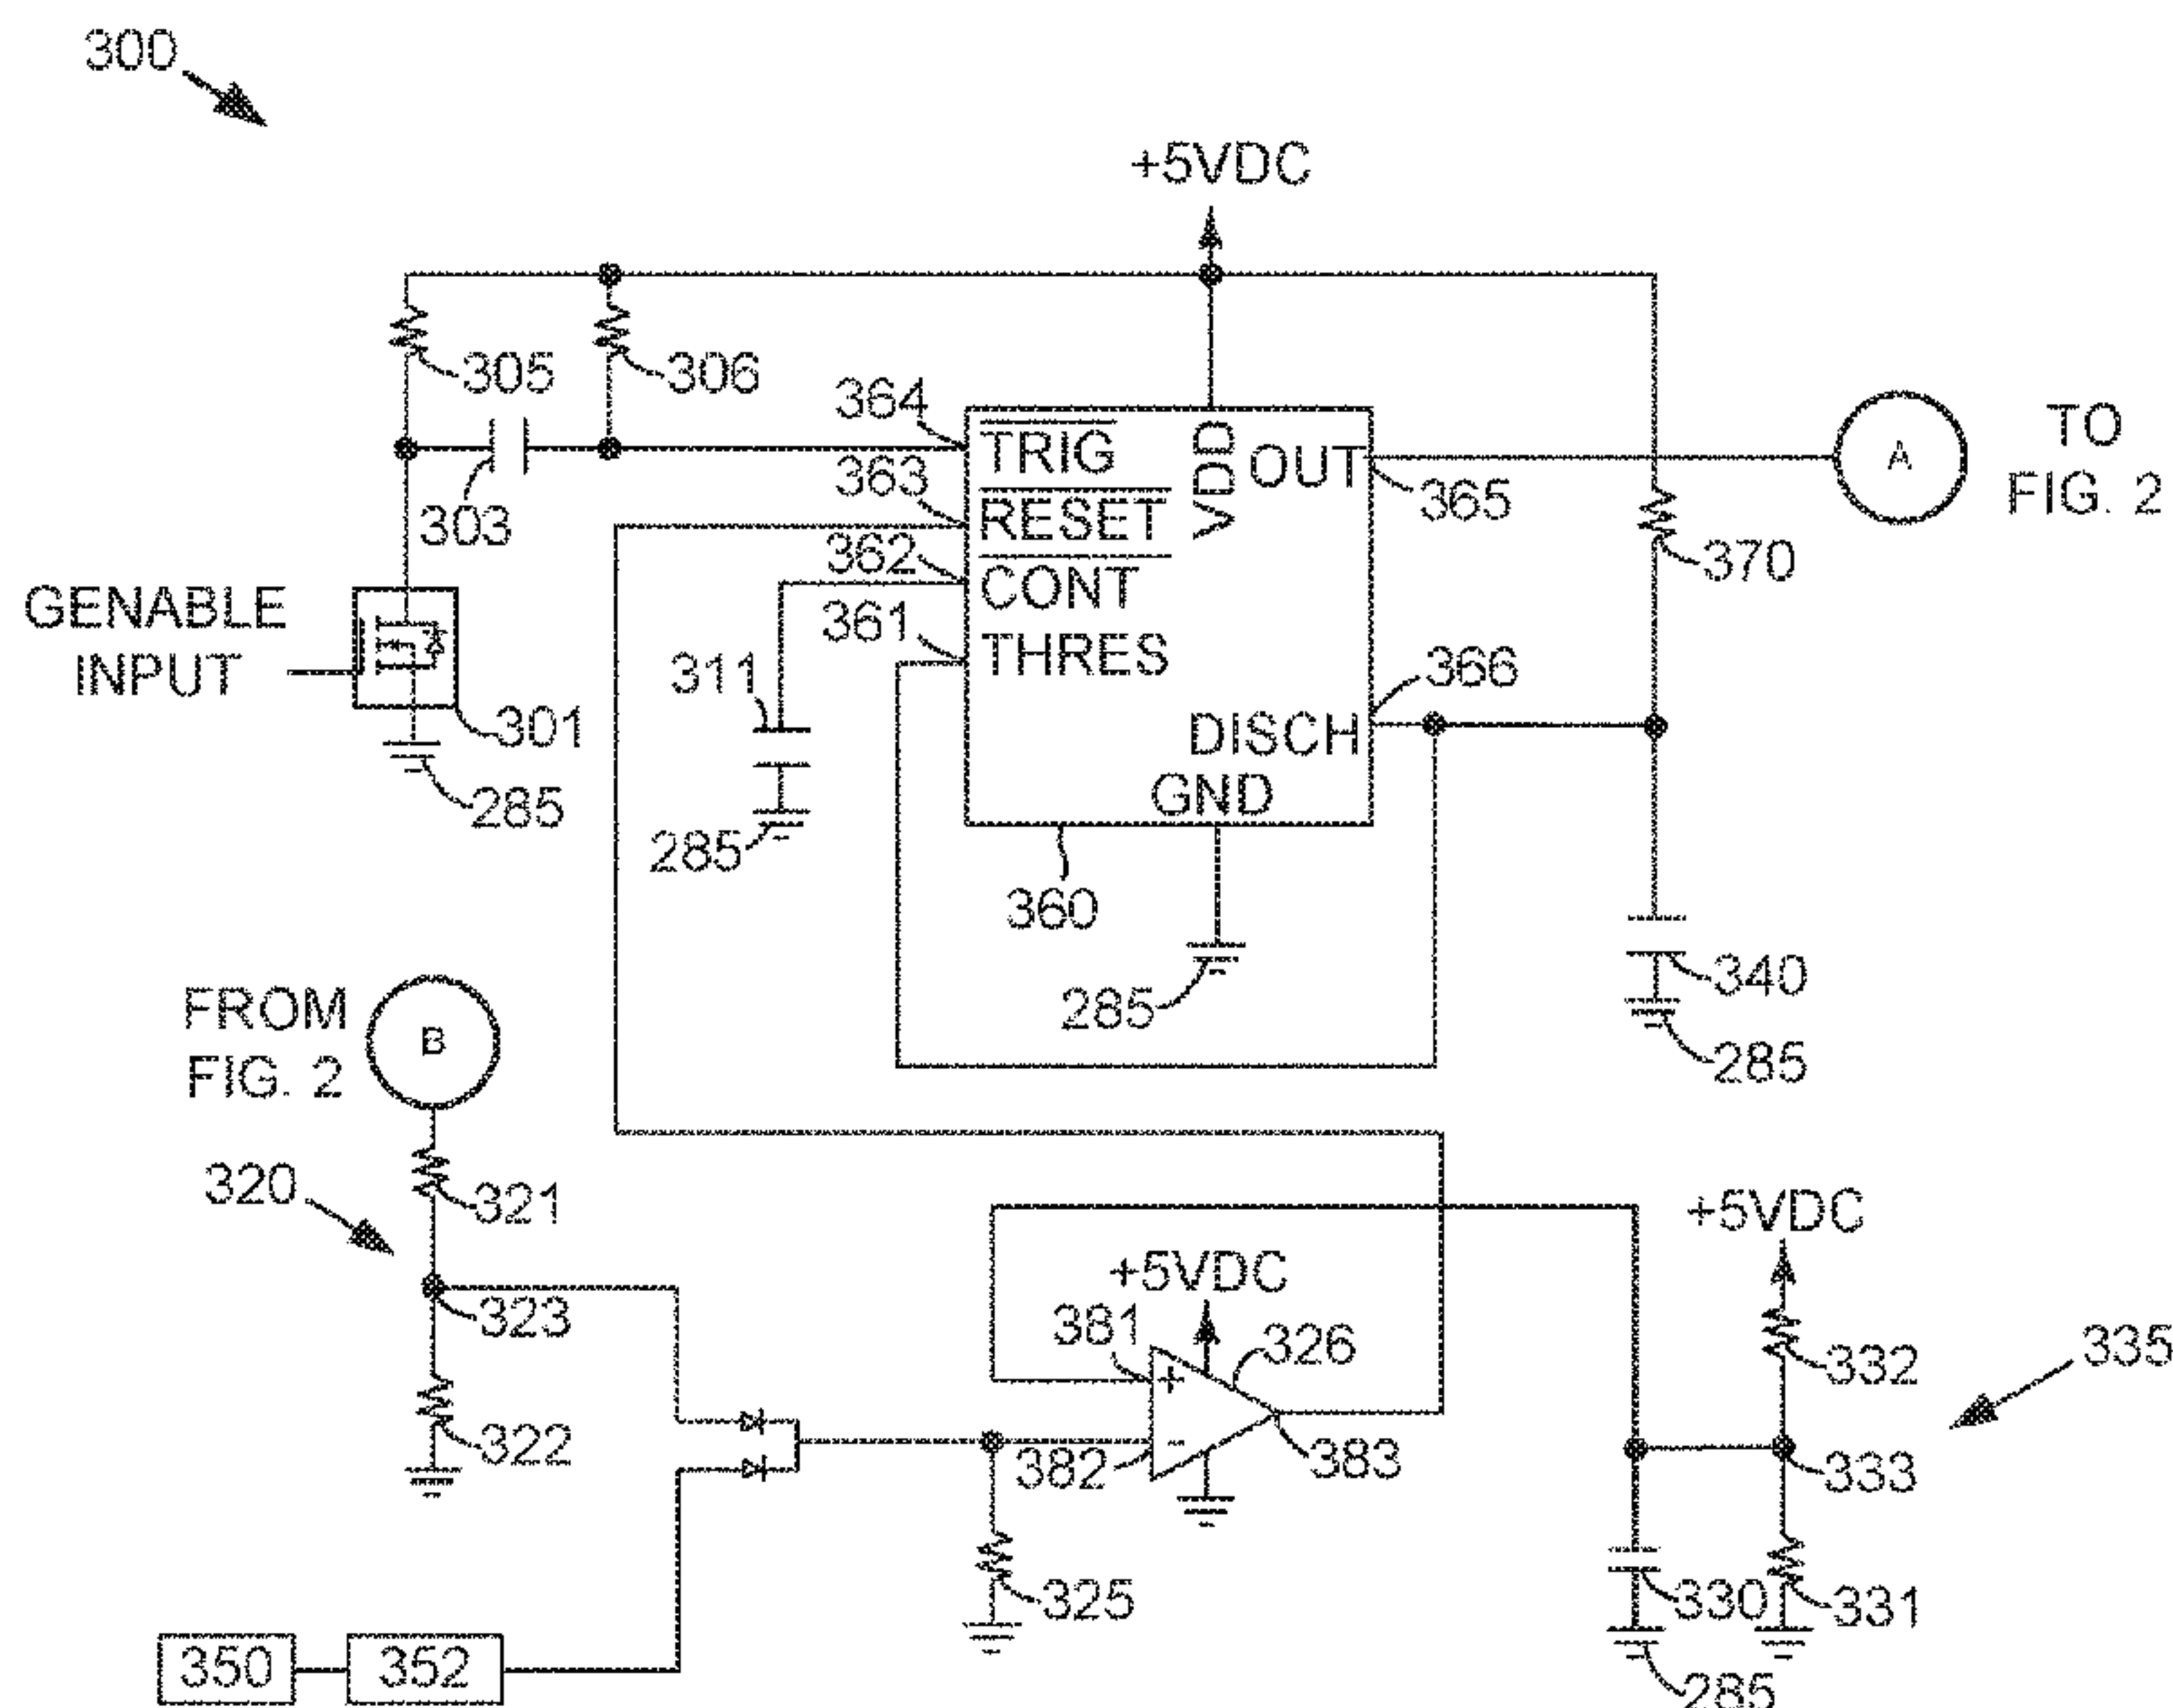 300
+5VDC
305
306
364
TRIG
VDD
OUT
A
TO
FIG. 2
363
RESET
365
303
362
CONT
370
GENABLE
INPUT
361
THRES
366
311
301
DISCH
285
GND
285
360
340
FROM
FIG. 2
B
285
285
320
321
+5VDC
323
+5VDC
381
326
332
335
322
382
383
333
325
330
331
350
352
285